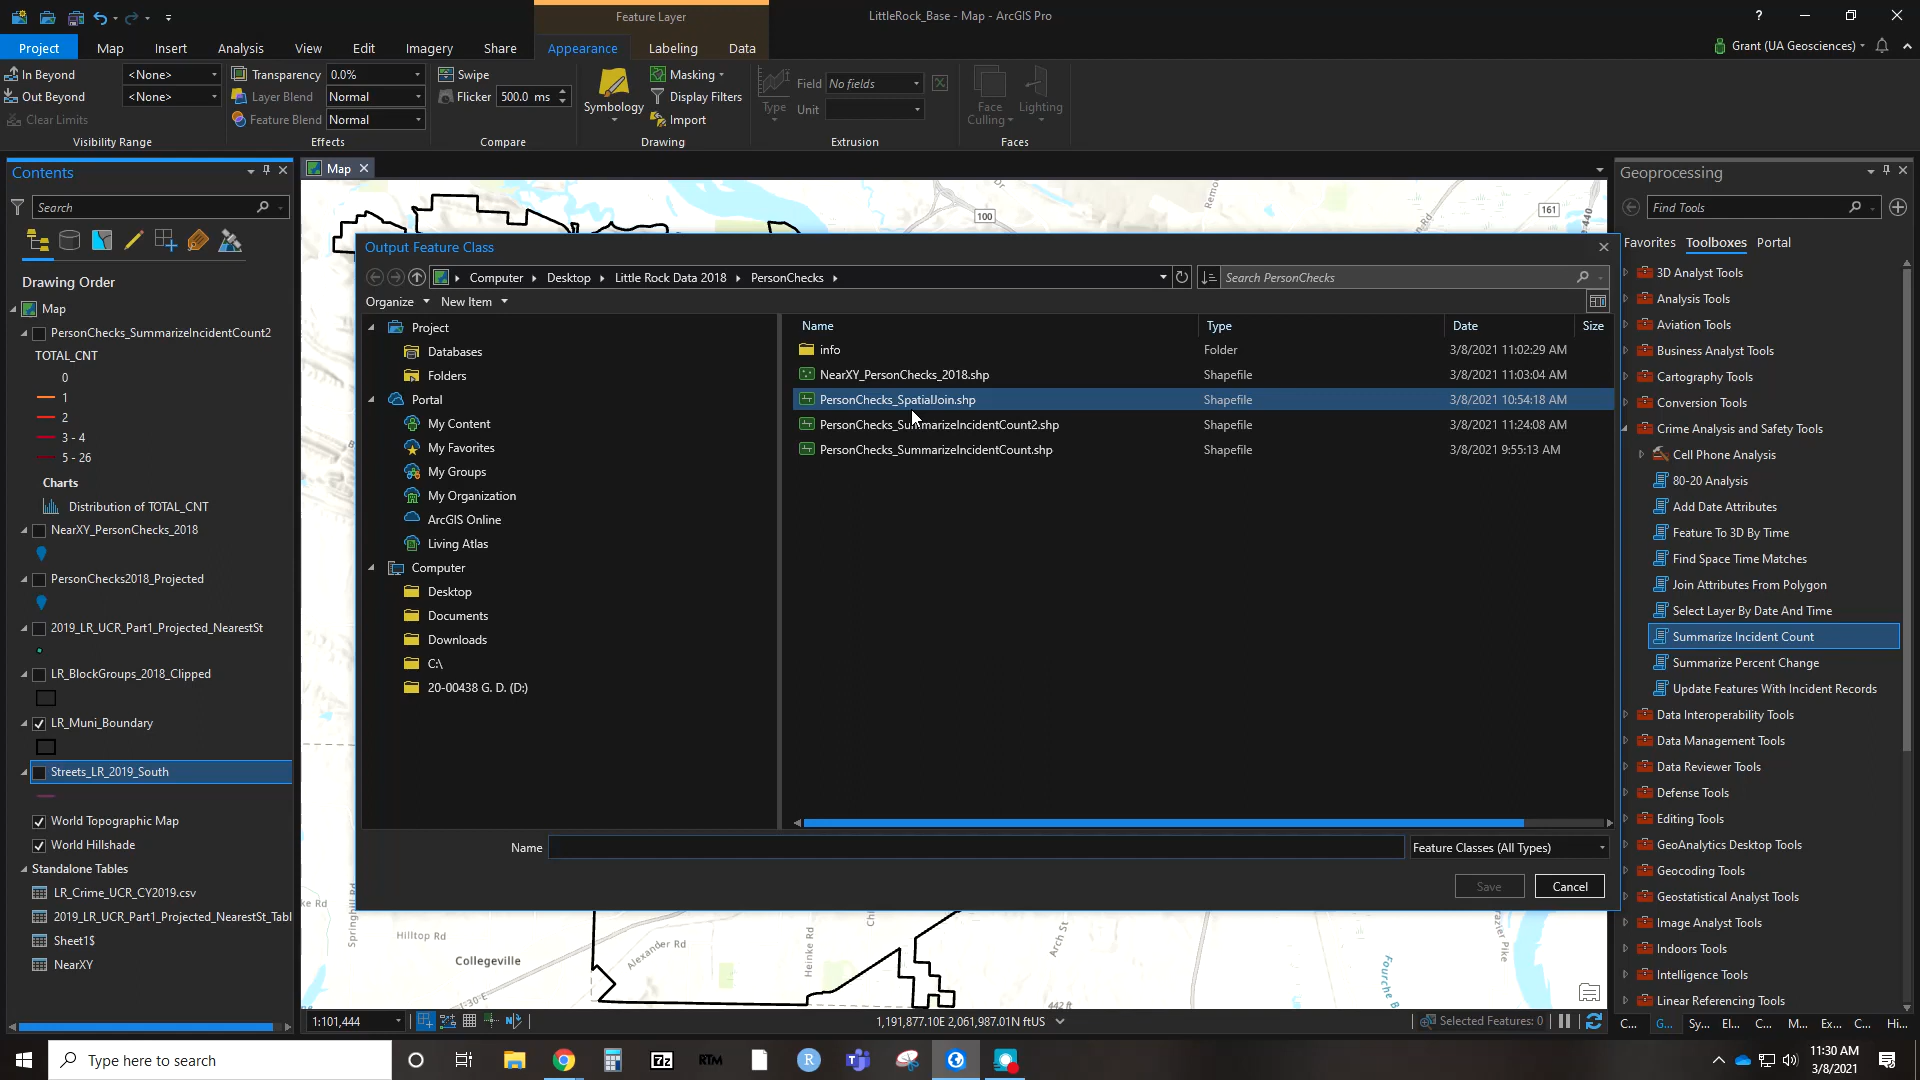 Feature Layer
LittleRock_Base - Map - ArcGIS Pro
?
Project
Map
Insert
Analysis
View
Edit
Imagery
Share
Appearance
Labeling
Data
Grant (UA Geosciences)
In Beyond
<None>
Out Beyond
<None>
Clear Limits
Visibility Range
Transparency
0.0%
Layer Blend
Normal
Feature Blend
Normal
Effects
Swipe
Flicker
500.0 ms
Compare
Symbology
Masking
Display Filters
Import
Drawing
Type
Field
No fields
Unit
Extrusion
Face Culling
Lighting
Faces
Contents
Search
Drawing Order
Map
PersonChecks_SummarizeIncidentCount2
TOTAL_CNT
0
1
2
3 - 4
5 - 26
Charts
Distribution of TOTAL_CNT
NearXY_PersonChecks_2018
PersonChecks2018_Projected
2019_LR_UCR_Part1_Projected_NearestSt
LR_BlockGroups_2018_Clipped
LR_Muni_Boundary
Streets_LR_2019_South
World Topographic Map
World Hillshade
Standalone Tables
LR_Crime_UCR_CY2019.csv
2019_LR_UCR_Part1_Projected_NearestSt_Tabl
Sheet1$
NearXY
Map
100
161
440
Output Feature Class
Computer
Desktop
Little Rock Data 2018
PersonChecks
Search PersonChecks
Organize
New Item
Project
Databases
Folders
Portal
My Content
My Favorites
My Groups
My Organization
ArcGIS Online
Living Atlas
Computer
Desktop
Documents
Downloads
C:\
20-00438 G. D. (D:)
Name Type Date Size
info Folder 3/8/2021 11:02:29 AM
NearXY_PersonChecks_2018.shp Shapefile 3/8/2021 11:03:04 AM
PersonChecks_SpatialJoin.shp Shapefile 3/8/2021 10:54:18 AM
PersonChecks_SummarizeIncidentCount2.shp Shapefile 3/8/2021 11:24:08 AM
PersonChecks_SummarizeIncidentCount.shp Shapefile 3/8/2021 9:55:13 AM
Name
Feature Classes (All Types)
Save
Cancel
Hilltop Rd
Alexander Rd
Collegeville
I-30-E
Heinke Rd
Arch St
442 ft
1:101,444
1,191,877.10E 2,061,987.01N ftUS
Selected Features: 0
Geoprocessing
Find Tools
Favorites
Toolboxes
Portal
3D Analyst Tools
Analysis Tools
Aviation Tools
Business Analyst Tools
Cartography Tools
Conversion Tools
Crime Analysis and Safety Tools
Cell Phone Analysis
80-20 Analysis
Add Date Attributes
Feature To 3D By Time
Find Space Time Matches
Join Attributes From Polygon
Select Layer By Date And Time
Summarize Incident Count
Summarize Percent Change
Update Features With Incident Records
Data Interoperability Tools
Data Management Tools
Data Reviewer Tools
Defense Tools
Editing Tools
GeoAnalytics Desktop Tools
Geocoding Tools
Geostatistical Analyst Tools
Image Analyst Tools
Indoors Tools
Intelligence Tools
Linear Referencing Tools
C...
G...
Sy...
El...
C...
M...
Ex...
C...
Hi...
Type here to search
7z
RTM
R
11:30 AM
3/8/2021